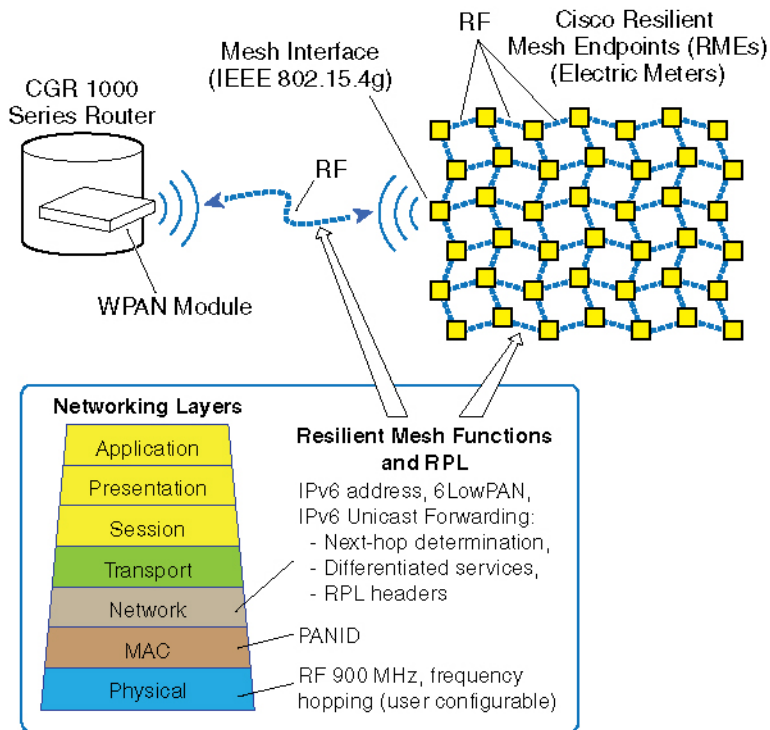 RF
Cisco Resilient
Mesh Endpoints (RMEs)
(Electric Meters)
Mesh Interface
(IEEE 802.15.4g)
CGR 1000
Series Router
RF
WPAN Module
Networking Layers
Application
Presentation
Session
Transport
Network
MAC
Physical
Resilient Mesh Functions
and RPL
IPv6 address, 6LowPAN,
IPv6 Unicast Forwarding:
- Next-hop determination,
- Differentiated services,
- RPL headers
PANID
RF 900 MHz, frequency
hopping (user configurable)